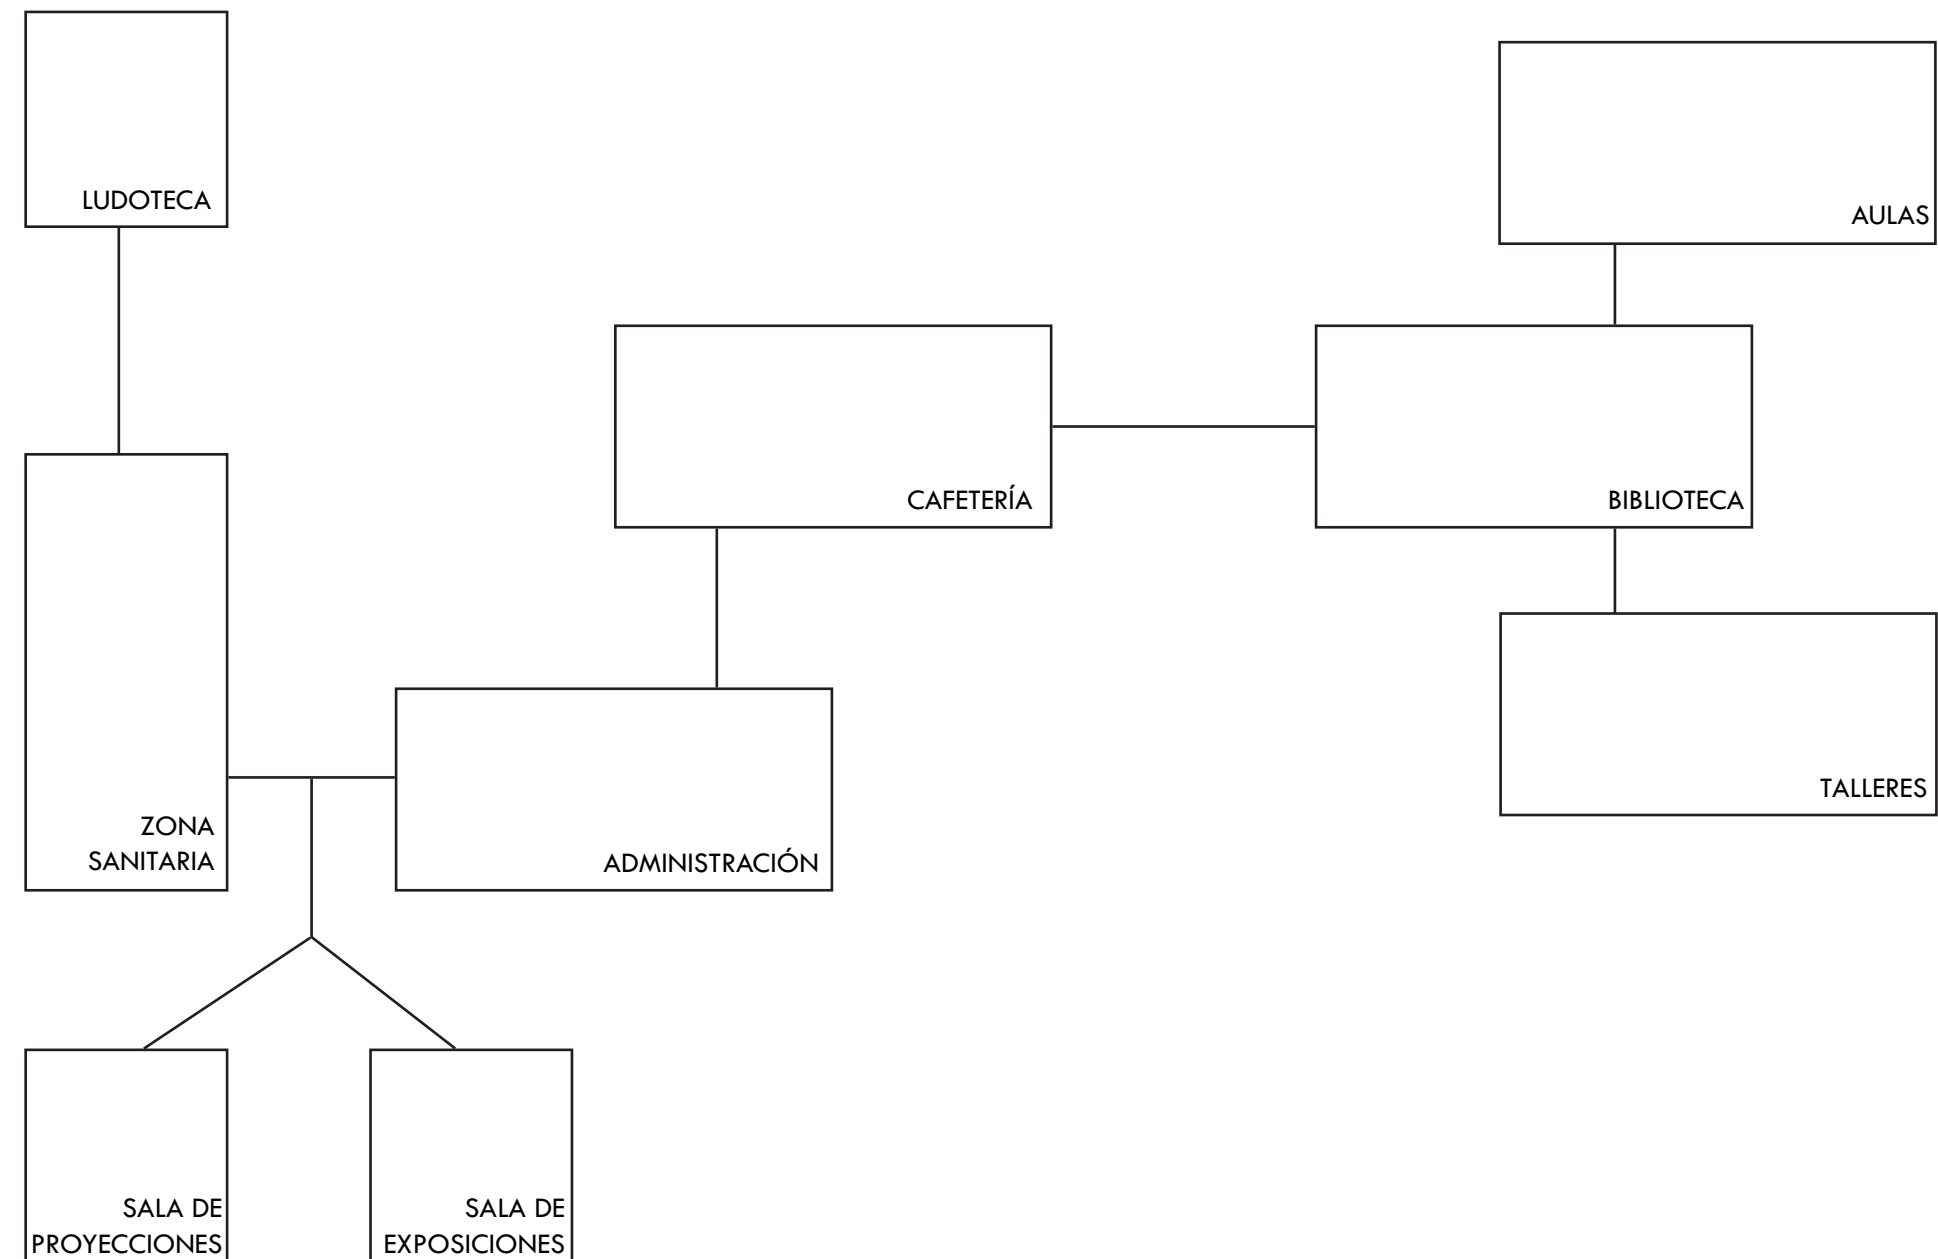 LUDOTECA
AULAS
CAFETERÍA
BIBLIOTECA
TALLERES
ZONA
SANITARIA
ADMINISTRACIÓN
SALA DE
PROYECCIONES
SALA DE
EXPOSICIONES